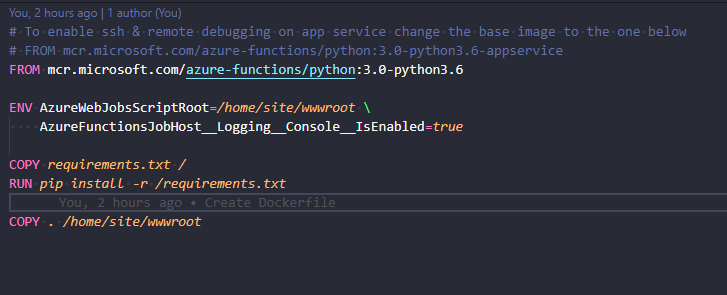 You, 2 hours ago | 1 author (You)
# To enable ssh & remote debugging on app service change the base image to the one below
# FROM mcr.microsoft.com/azure-functions/python:3.0-python3.6-appservice
FROM mcr.microsoft.com/azure-functions/python:3.0-python3.6
ENV AzureWebJobsScriptRoot=/home/site/wwwroot \
AzureFunctionsJobHost__Logging__Console__IsEnabled=true
COPY requirements.txt /
RUN pip install -r /requirements.txt
You, 2 hours ago • Create Dockerfile
COPY . /home/site/wwwroot